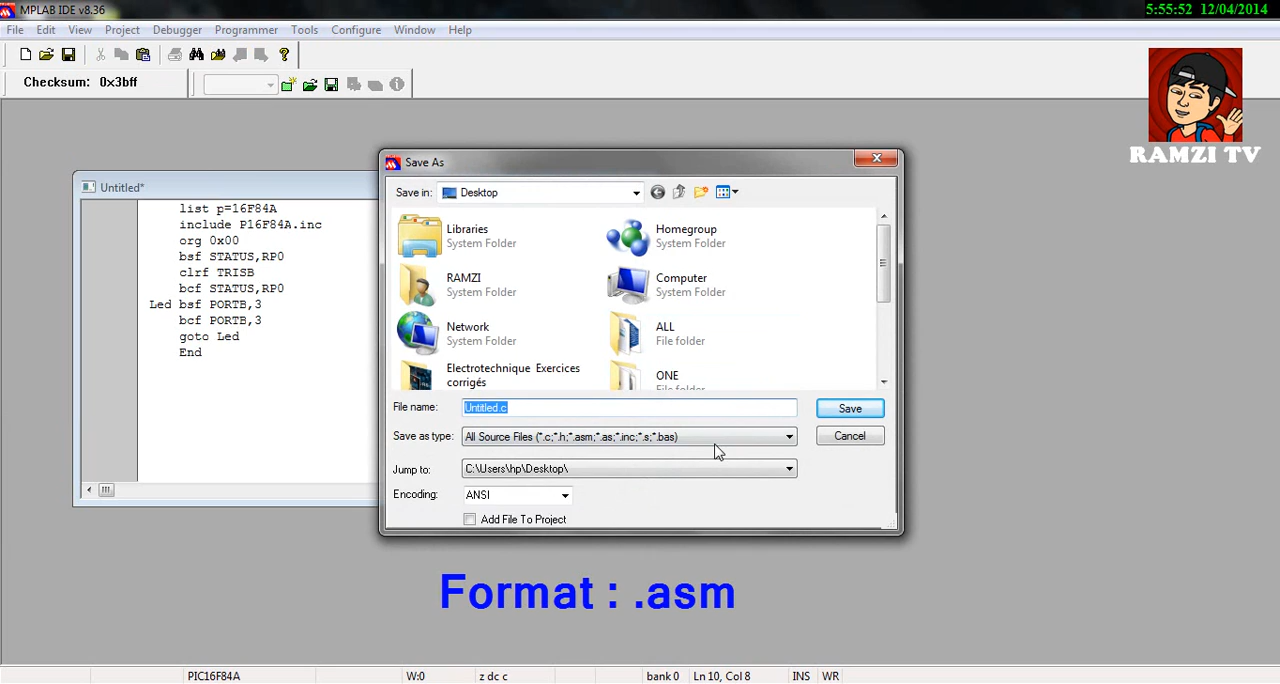 MPLAB IDE v8.36
5:55:52 12/04/2014
File Edit View Project Debugger Programmer Tools Configure Window Help
Checksum: 0x3bff
RAMZI TV
Untitled*
list p=16F84A
include P16F84A.inc
org 0x00
bsf STATUS,RP0
clrf TRISB
bcf STATUS,RP0
Led bsf PORTB,3
bcf PORTB,3
goto Led
End
Save As
Save in: Desktop
Libraries
System Folder
Homegroup
System Folder
RAMZI
System Folder
Computer
System Folder
Network
System Folder
ALL
File folder
Electrotechnique Exercices
corrigés
ONE
File folder
File name: Untitled.c Save
Save as type: All Source Files (*.c;*.h;*.asm;*.as;*.inc;*.s;*.bas) Cancel
Jump to: C:\Users\hp\Desktop\
Encoding: ANSI
Add File To Project
Format : .asm
PIC16F84A W:0 z dc c bank 0 Ln 10, Col 8 INS WR